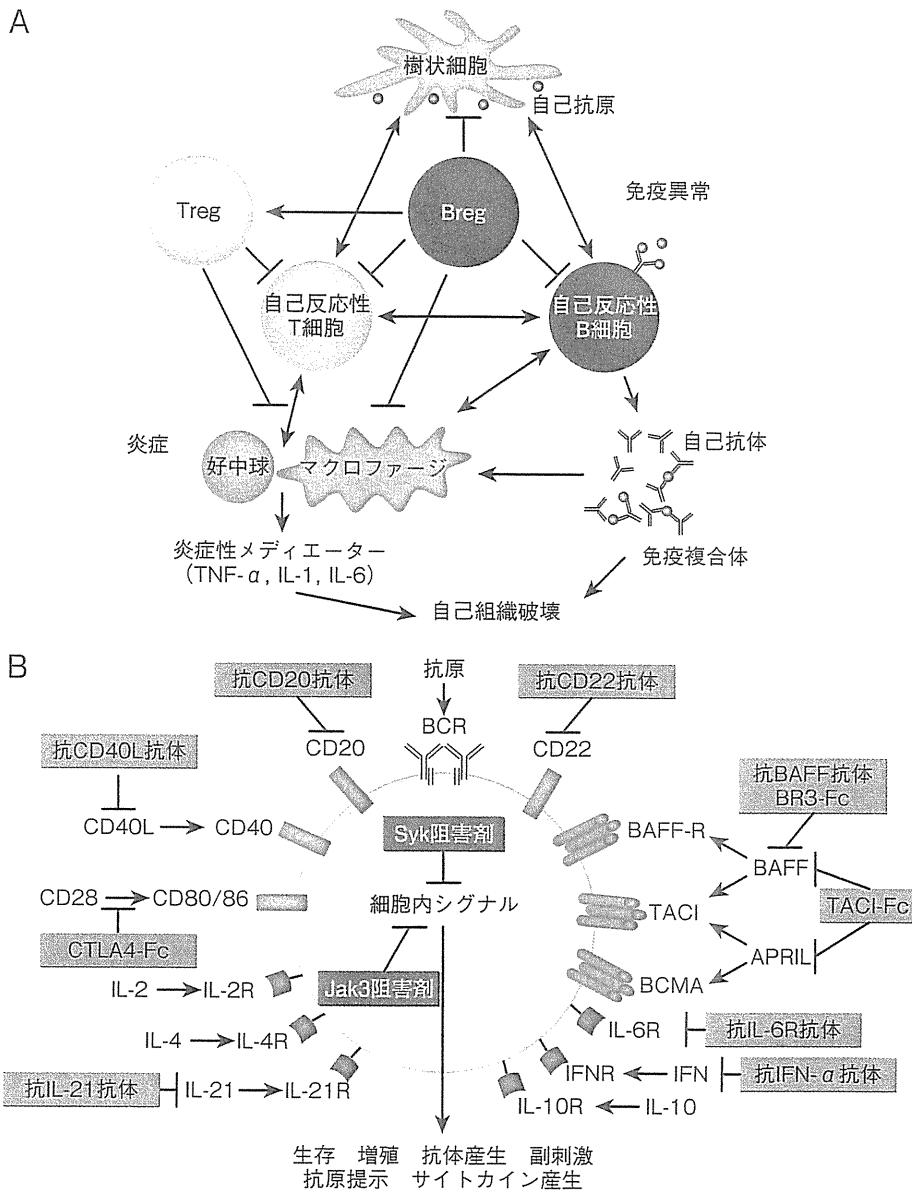 A
樹状細胞
自己抗原
Treg
Breg
免疫異常
自己反応性
T細胞
自己反応性
B細胞
炎症
好中球
マクロファージ
自己抗体
炎症性メディエーター
（TNF-α, IL-1, IL-6）
免疫複合体
自己組織破壊
B
抗CD20抗体
抗原
抗CD22抗体
BCR
CD20
CD22
抗CD40L抗体
抗BAFF抗体
BR3-Fc
CD40L
CD40
Syk阻害剤
BAFF-R
BAFF
CD28
CD80/86
細胞内シグナル
TACI
TACI-Fc
CTLA4-Fc
APRIL
IL-2
IL-2R
Jak3阻害剤
BCMA
IL-4
IL-4R
IL-6R
抗IL-6R抗体
抗IL-21抗体
IL-21
IL-21R
IFNR
IFN
抗IFN-α抗体
IL-10R
IL-10
生存 増殖 抗体産生 副刺激
抗原提示 サイトカイン産生